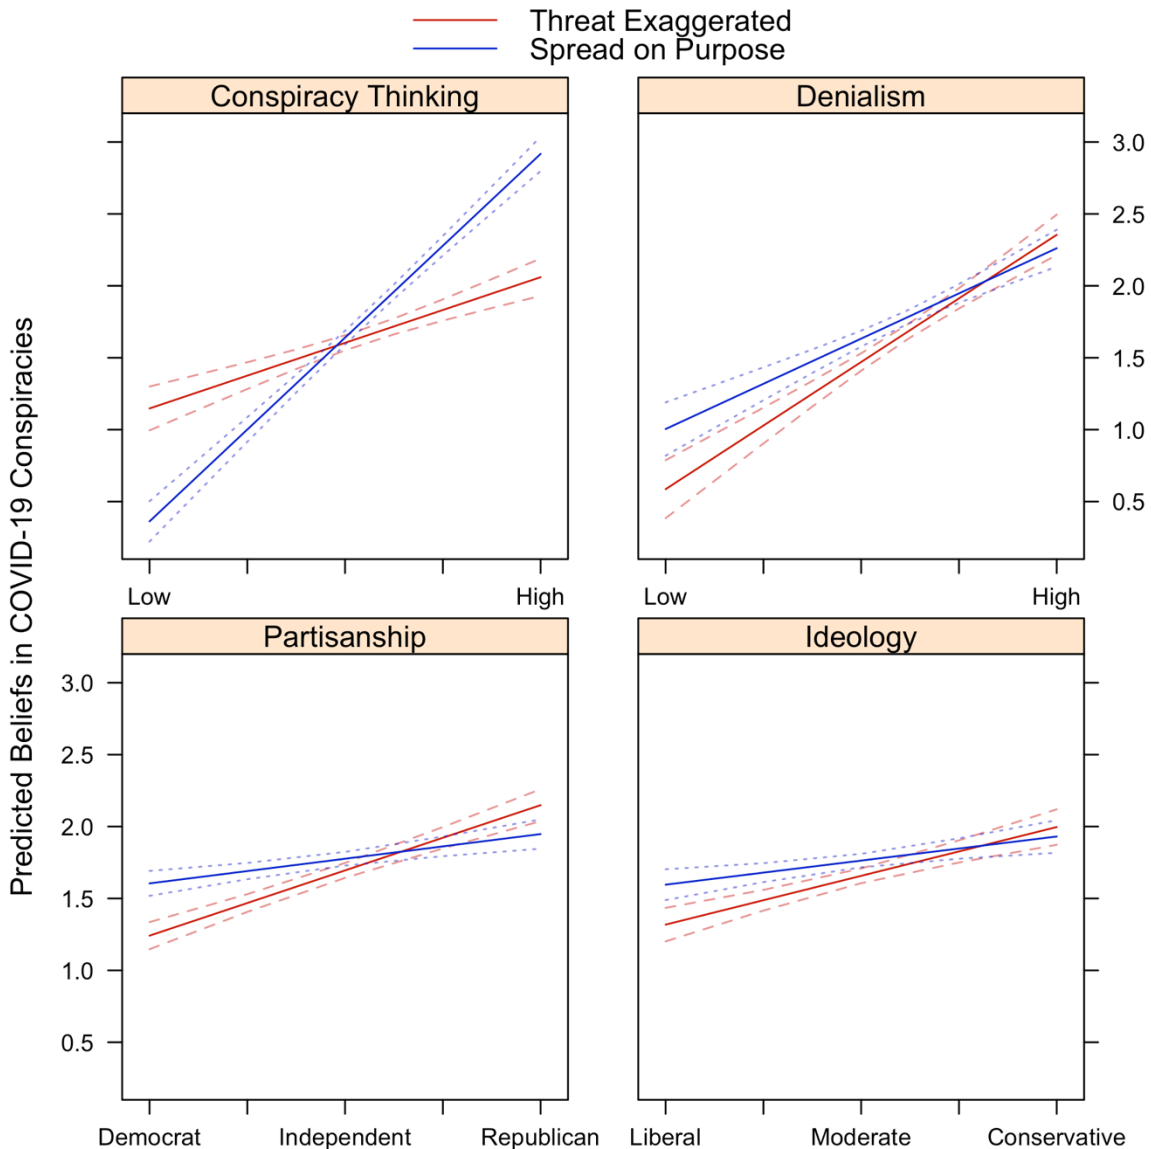 Threat Exaggerated
Spread on Purpose
Conspiracy Thinking
Denialism
3.0
2.5
2.0
1.5
1.0
0.5
Low
High
Low
High
Predicted Beliefs in COVID-19 Conspiracies
Partisanship
Ideology
3.0
2.5
2.0
1.5
1.0
0.5
Democrat
Independent
Republican
Liberal
Moderate
Conservative